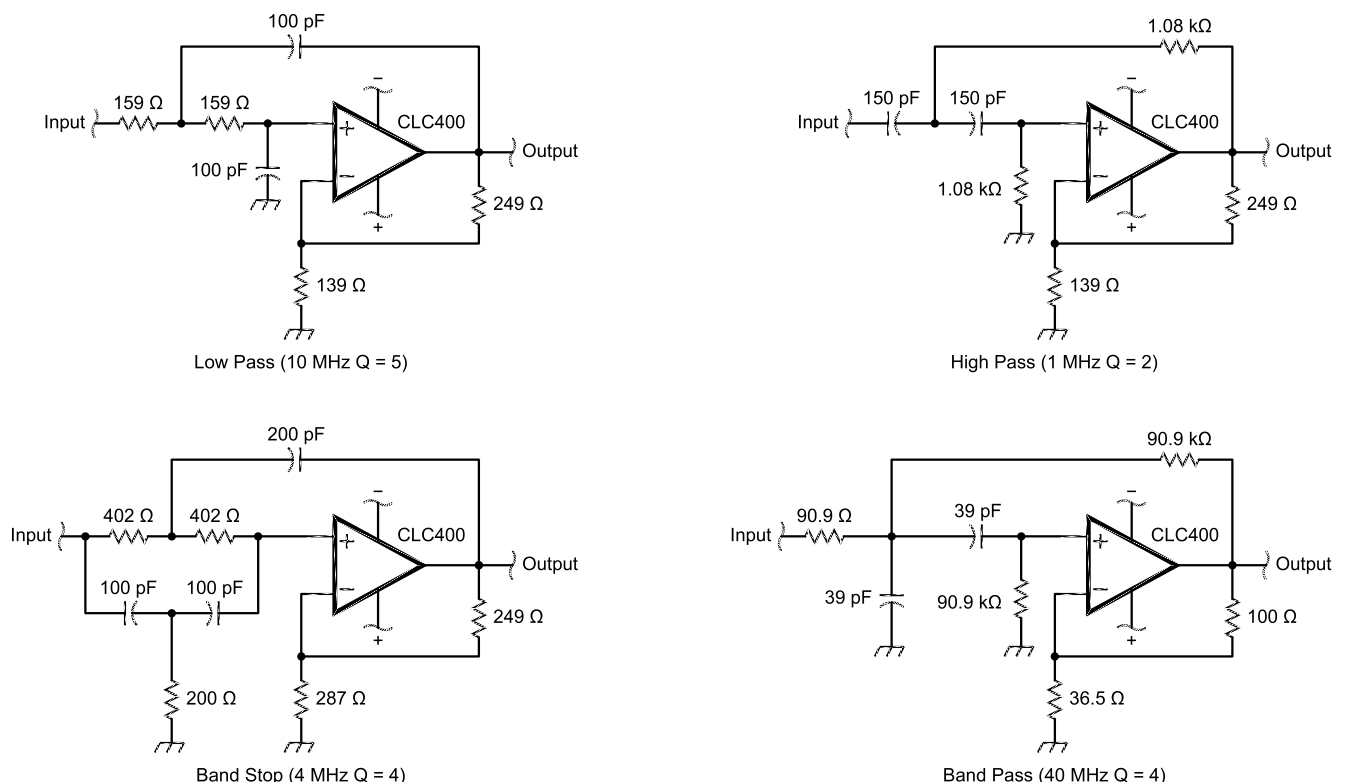 100 pF
159 Ω
159 Ω
Input
+
−
CLC400
Output
100 pF
−
249 Ω
+
139 Ω
Low Pass (10 MHz Q = 5)
1.08 kΩ
−
150 pF
150 pF
Input
+
CLC400
Output
−
1.08 kΩ
249 Ω
+
139 Ω
High Pass (1 MHz Q = 2)
200 pF
−
402 Ω
402 Ω
Input
+
CLC400
Output
100 pF
100 pF
−
249 Ω
+
200 Ω
287 Ω
Band Stop (4 MHz Q = 4)
90.9 kΩ
−
90.9 Ω
39 pF
Input
+
CLC400
Output
39 pF
90.9 kΩ
−
100 Ω
+
36.5 Ω
Band Pass (40 MHz Q = 4)